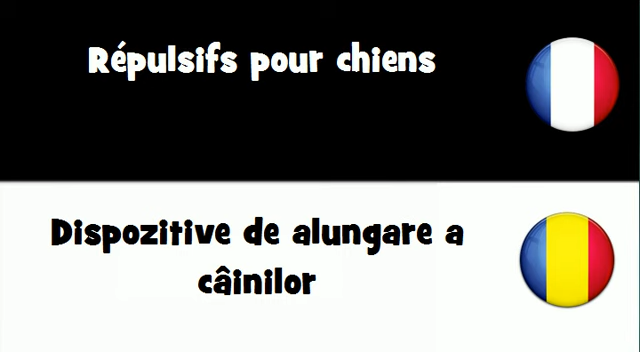 Répulsifs pour chiens
Dispozitive de alungare a
câinilor